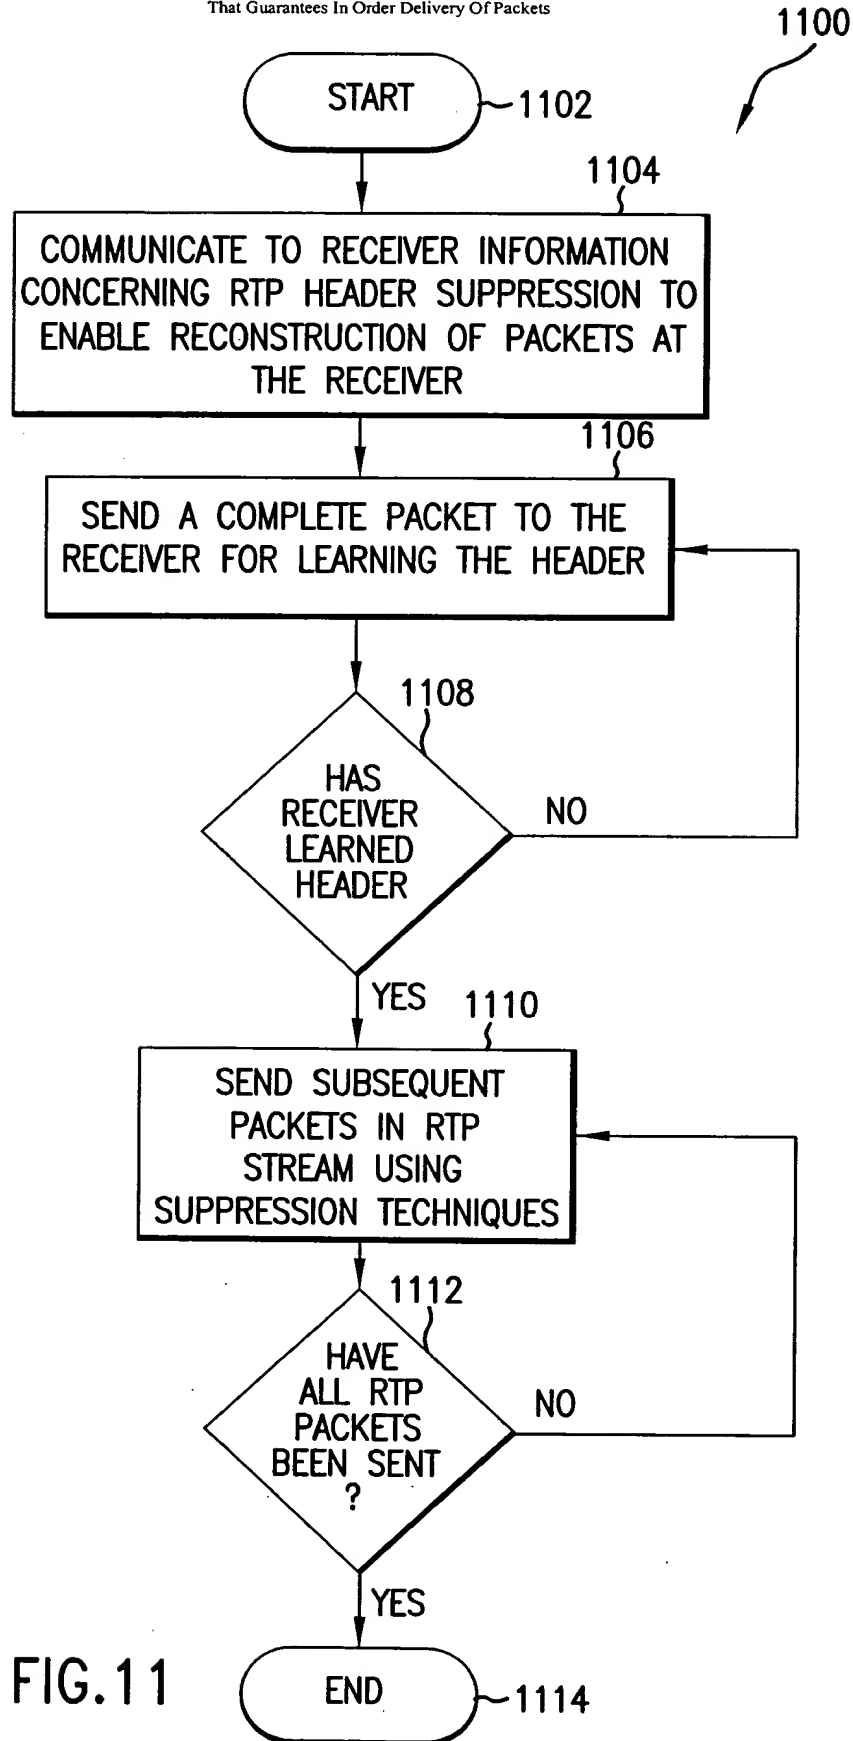 That Guarantees In Order Delivery Of Packets
1100
START
1102
1104
COMMUNICATE TO RECEIVER INFORMATION
CONCERNING RTP HEADER SUPPRESSION TO
ENABLE RECONSTRUCTION OF PACKETS AT
THE RECEIVER
1106
SEND A COMPLETE PACKET TO THE
RECEIVER FOR LEARNING THE HEADER
1108
HAS
RECEIVER
LEARNED
HEADER
NO
YES
1110
SEND SUBSEQUENT
PACKETS IN RTP
STREAM USING
SUPPRESSION TECHNIQUES
1112
HAVE
ALL RTP
PACKETS
BEEN SENT
?
NO
YES
FIG.11
END
1114